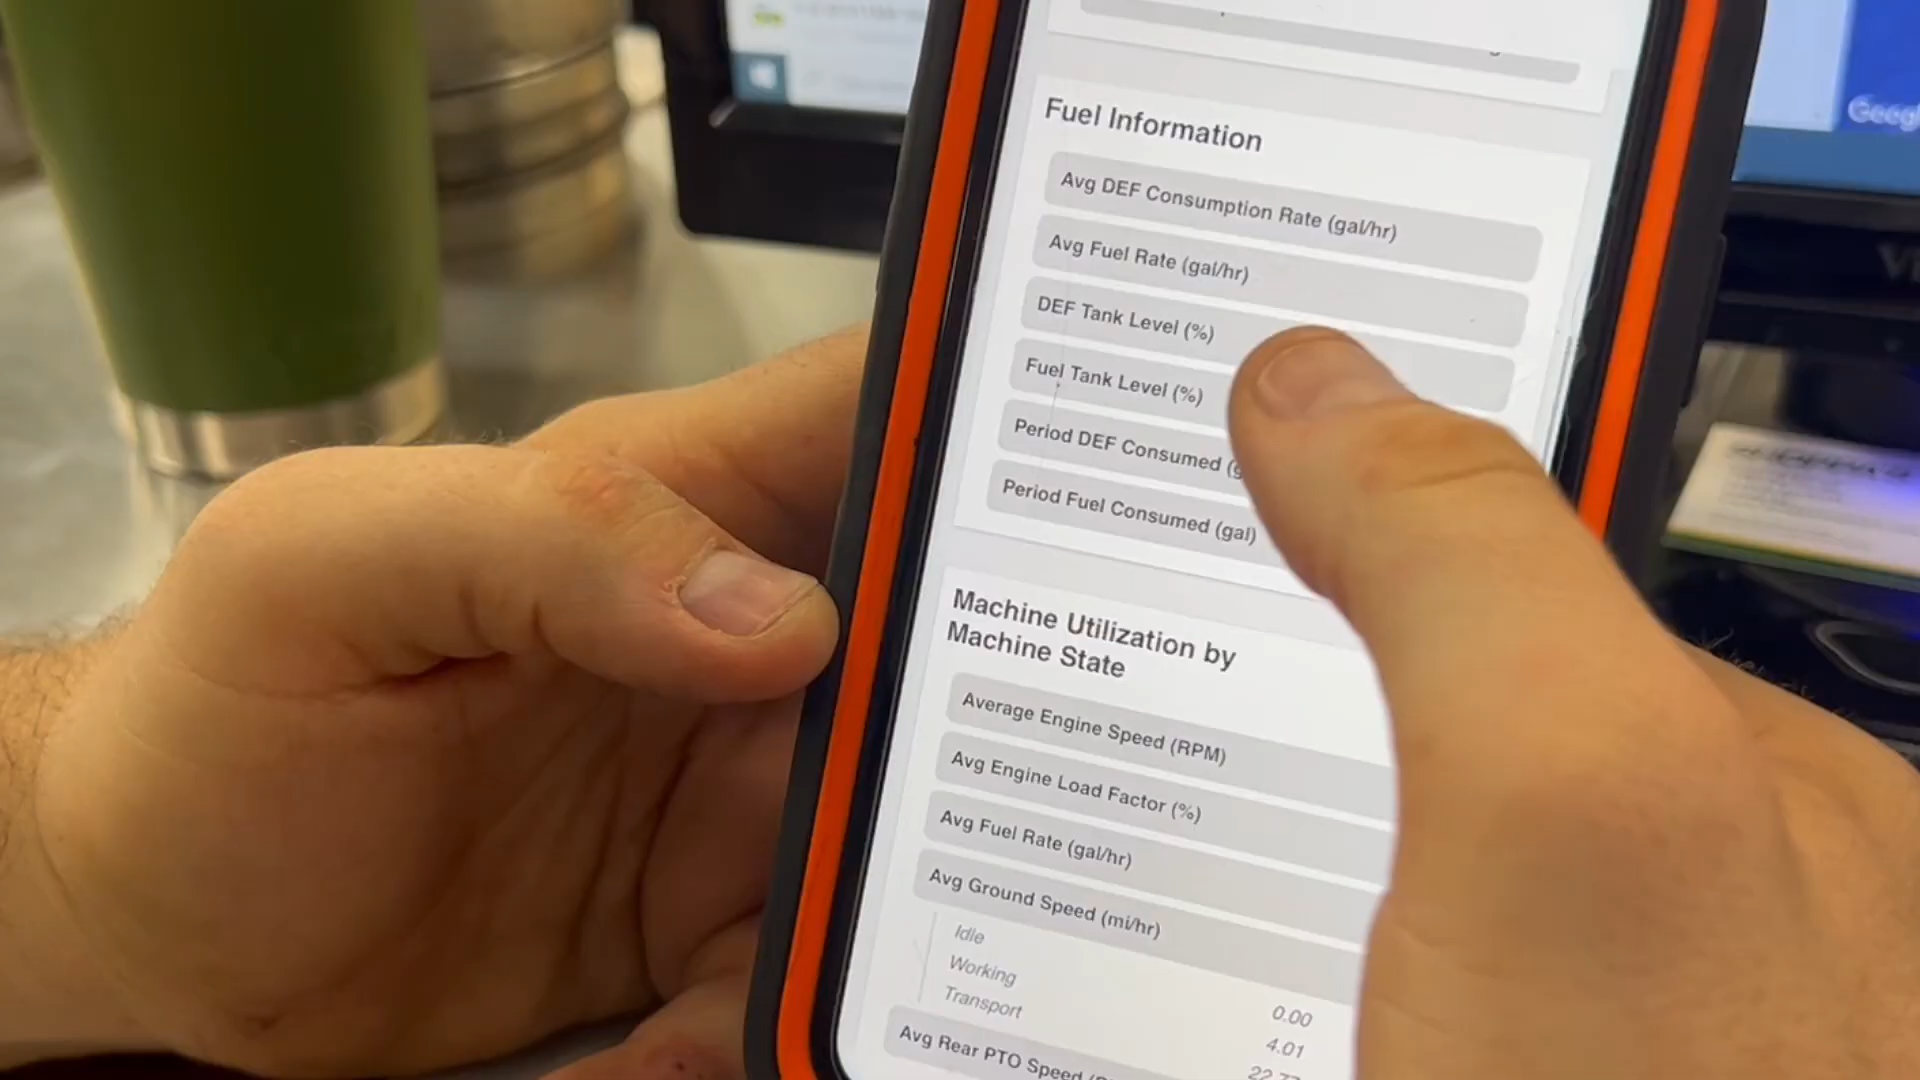 Fuel Information
Avg DEF Consumption Rate (gal/hr)
Avg Fuel Rate (gal/hr)
DEF Tank Level (%)
Fuel Tank Level (%)
Period DEF Consumed
Period Fuel Consumed (gal)
Machine Utilization by
Machine State
Average Engine Speed (RPM)
Avg Engine Load Factor (%)
Avg Fuel Rate (gal/hr)
Avg Ground Speed (mi/hr)
Idle 0.00
Working 4.01
Transport
Avg Rear PTO Speed